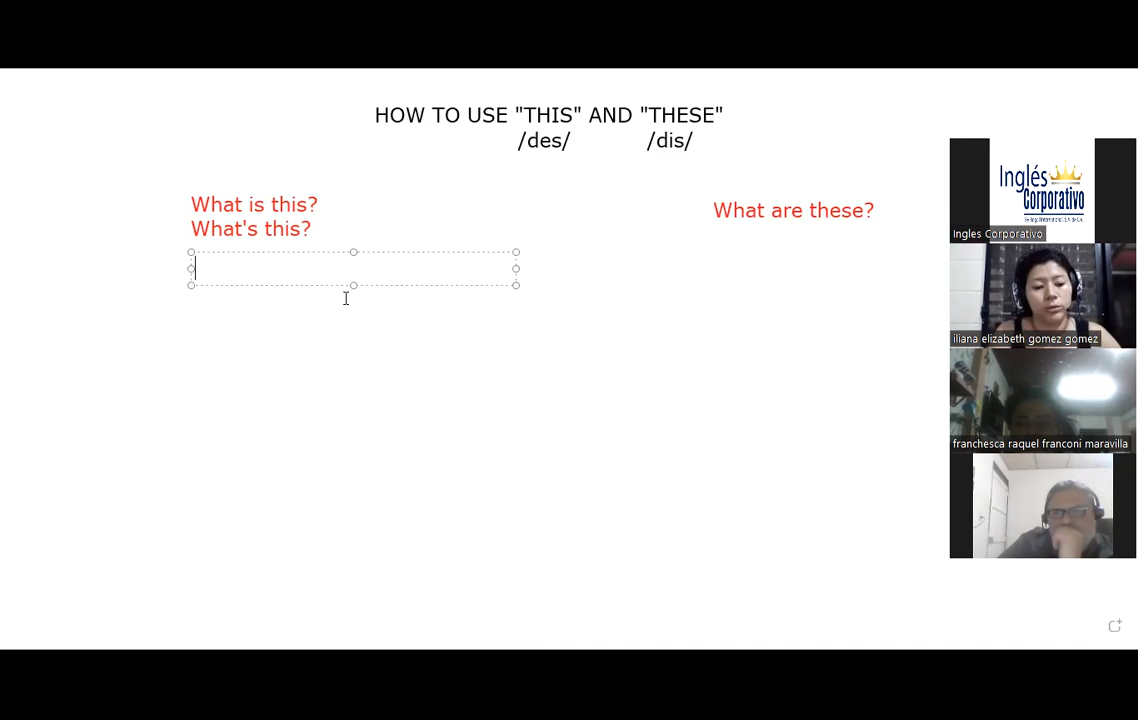 HOW TO USE "THIS" AND "THESE"
/des/ /dis/
What is this?
What's this?
What are these?
Inglés
Corporativo
Ingles Corporativo
iliana elizabeth gomez gomez
franchesca raquel franconi maravilla